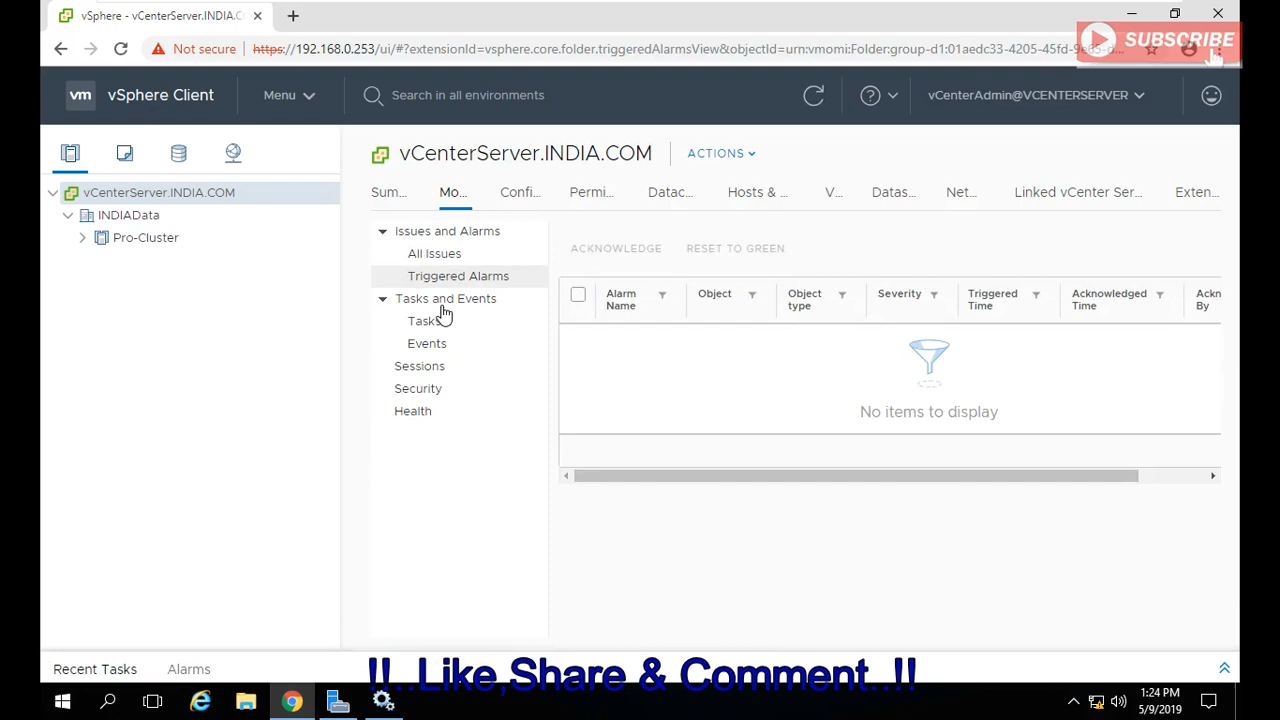 vSphere - vCenterServer.INDIA.CO
SUBSCRIBE
Not secure
https://192.168.0.253/ui/#?extensionId=vsphere.core.folder.triggeredAlarmsView&objectId=urn:vmomi:Folder:group-d1:01aedc33-4205-45fd-
vm vSphere Client Menu Search in all environments vCenterAdmin@VCENTERSERVER
vCenterServer.INDIA.COM
INDIAData
Pro-Cluster
vCenterServer.INDIA.COM ACTIONS
Sum... Mo... Confi... Permi... Datac... Hosts & ... V... Datas... Net... Linked vCenter Ser... Exten...
Issues and Alarms
All Issues
Triggered Alarms
Tasks and Events
Tasks
Events
Sessions
Security
Health
ACKNOWLEDGE RESET TO GREEN
Alarm Name
Object
Object type
Severity
Triggered Time
Acknowledged Time
Ackn By
No items to display
Recent Tasks Alarms
!!..Like,Share & Comment..!!
1:24 PM
5/9/2019